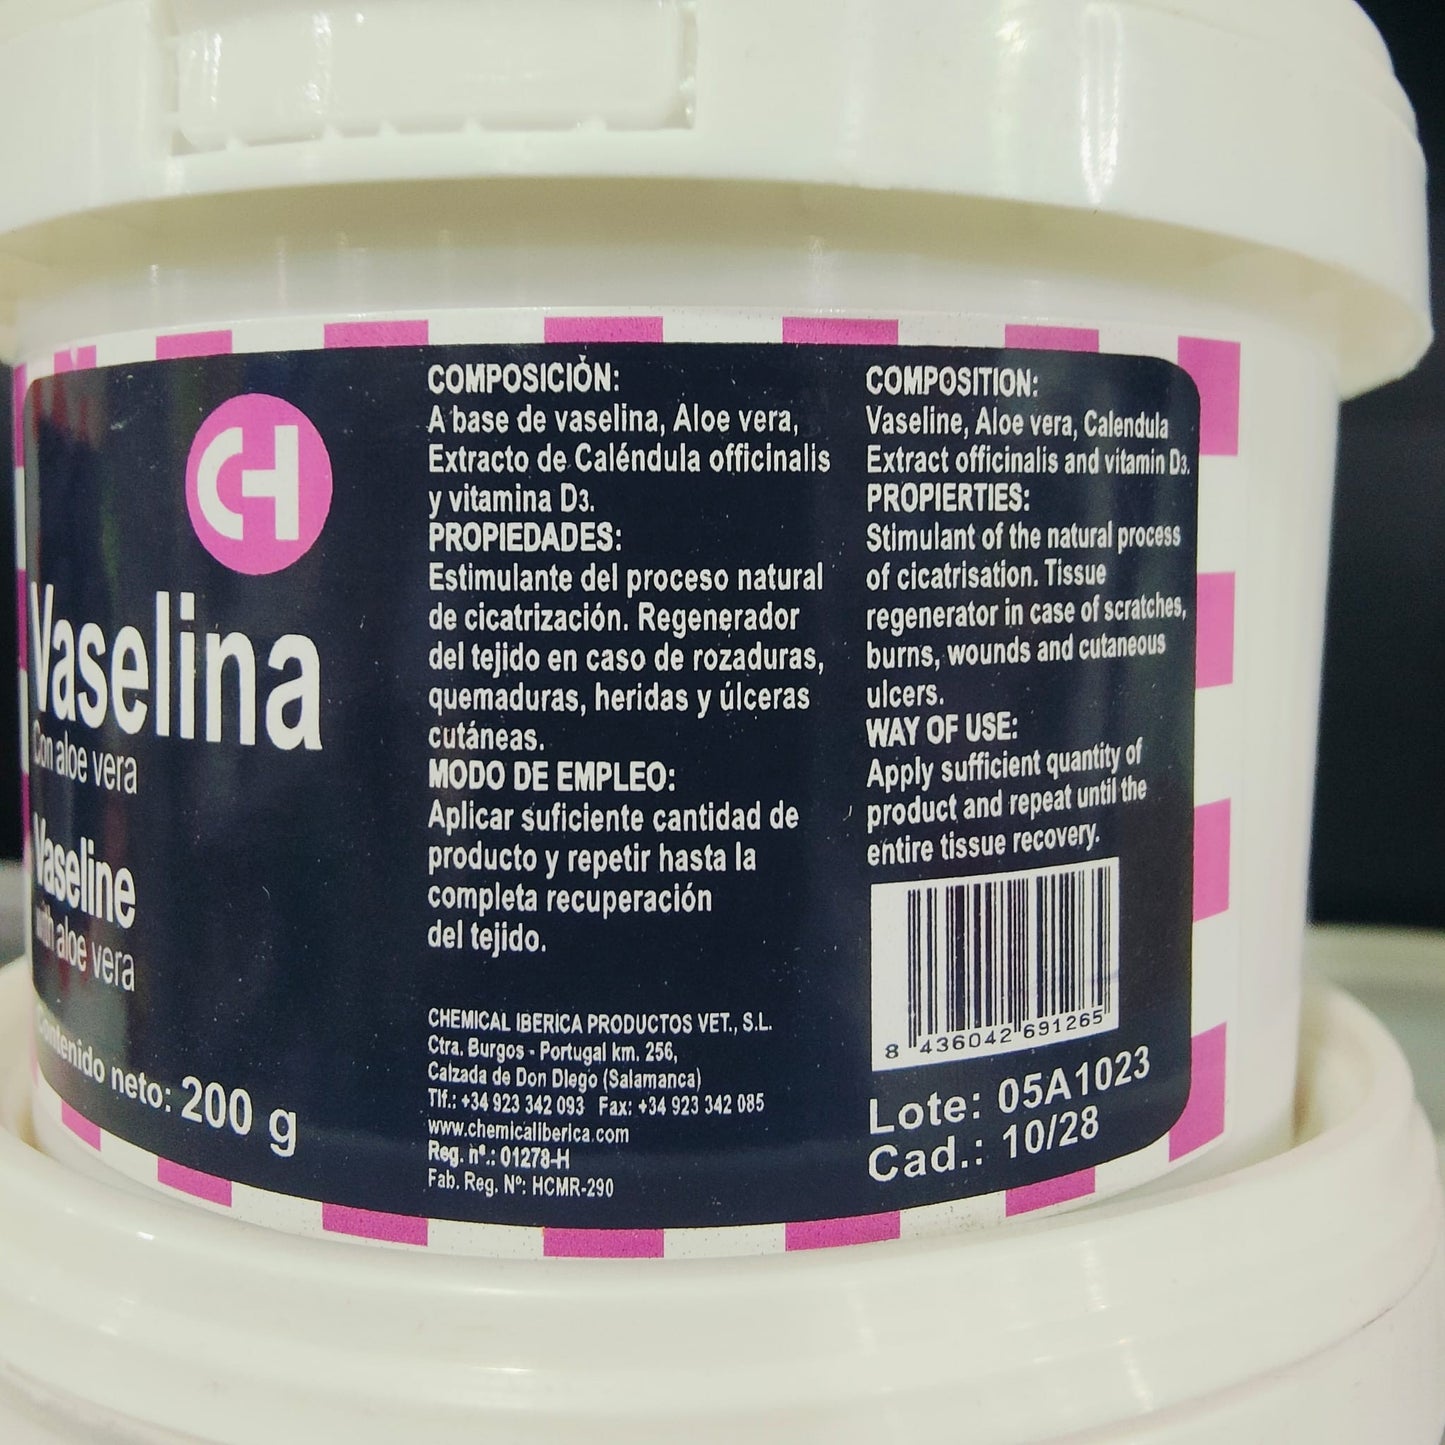 CH
Vaselina
Con aloe vera
Vaseline
with aloe vera
Contenido neto: 200 g
COMPOSICIÓN:
A base de vaselina, Aloe vera,
Extracto de Caléndula officinalis
y vitamina D3.
PROPIEDADES:
Estimulante del proceso natural
de cicatrización. Regenerador
del tejido en caso de rozaduras,
quemaduras, heridas y úlceras
cutáneas.
MODO DE EMPLEO:
Aplicar suficiente cantidad de
producto y repetir hasta la
completa recuperación
del tejido.
CHEMICAL IBERICA PRODUCTOS VET., S.L.
Ctra. Burgos - Portugal km. 256,
Calzada de Don Diego (Salamanca)
Tlf.: +34 923 342 093 Fax: +34 923 342 085
www.chemicaliberica.com
Reg. nº.: 01278-H
Fab. Reg. Nº: HCMR-290
COMPOSITION:
Vaseline, Aloe vera, Calendula
Extract officinalis and vitamin D3.
PROPIERTIES:
Stimulant of the natural process
of cicatrisation. Tissue
regenerator in case of scratches,
burns, wounds and cutaneous
ulcers.
WAY OF USE:
Apply sufficient quantity of
product and repeat until the
entire tissue recovery.
8 436042 691265
Lote: 05A1023
Cad.: 10/28